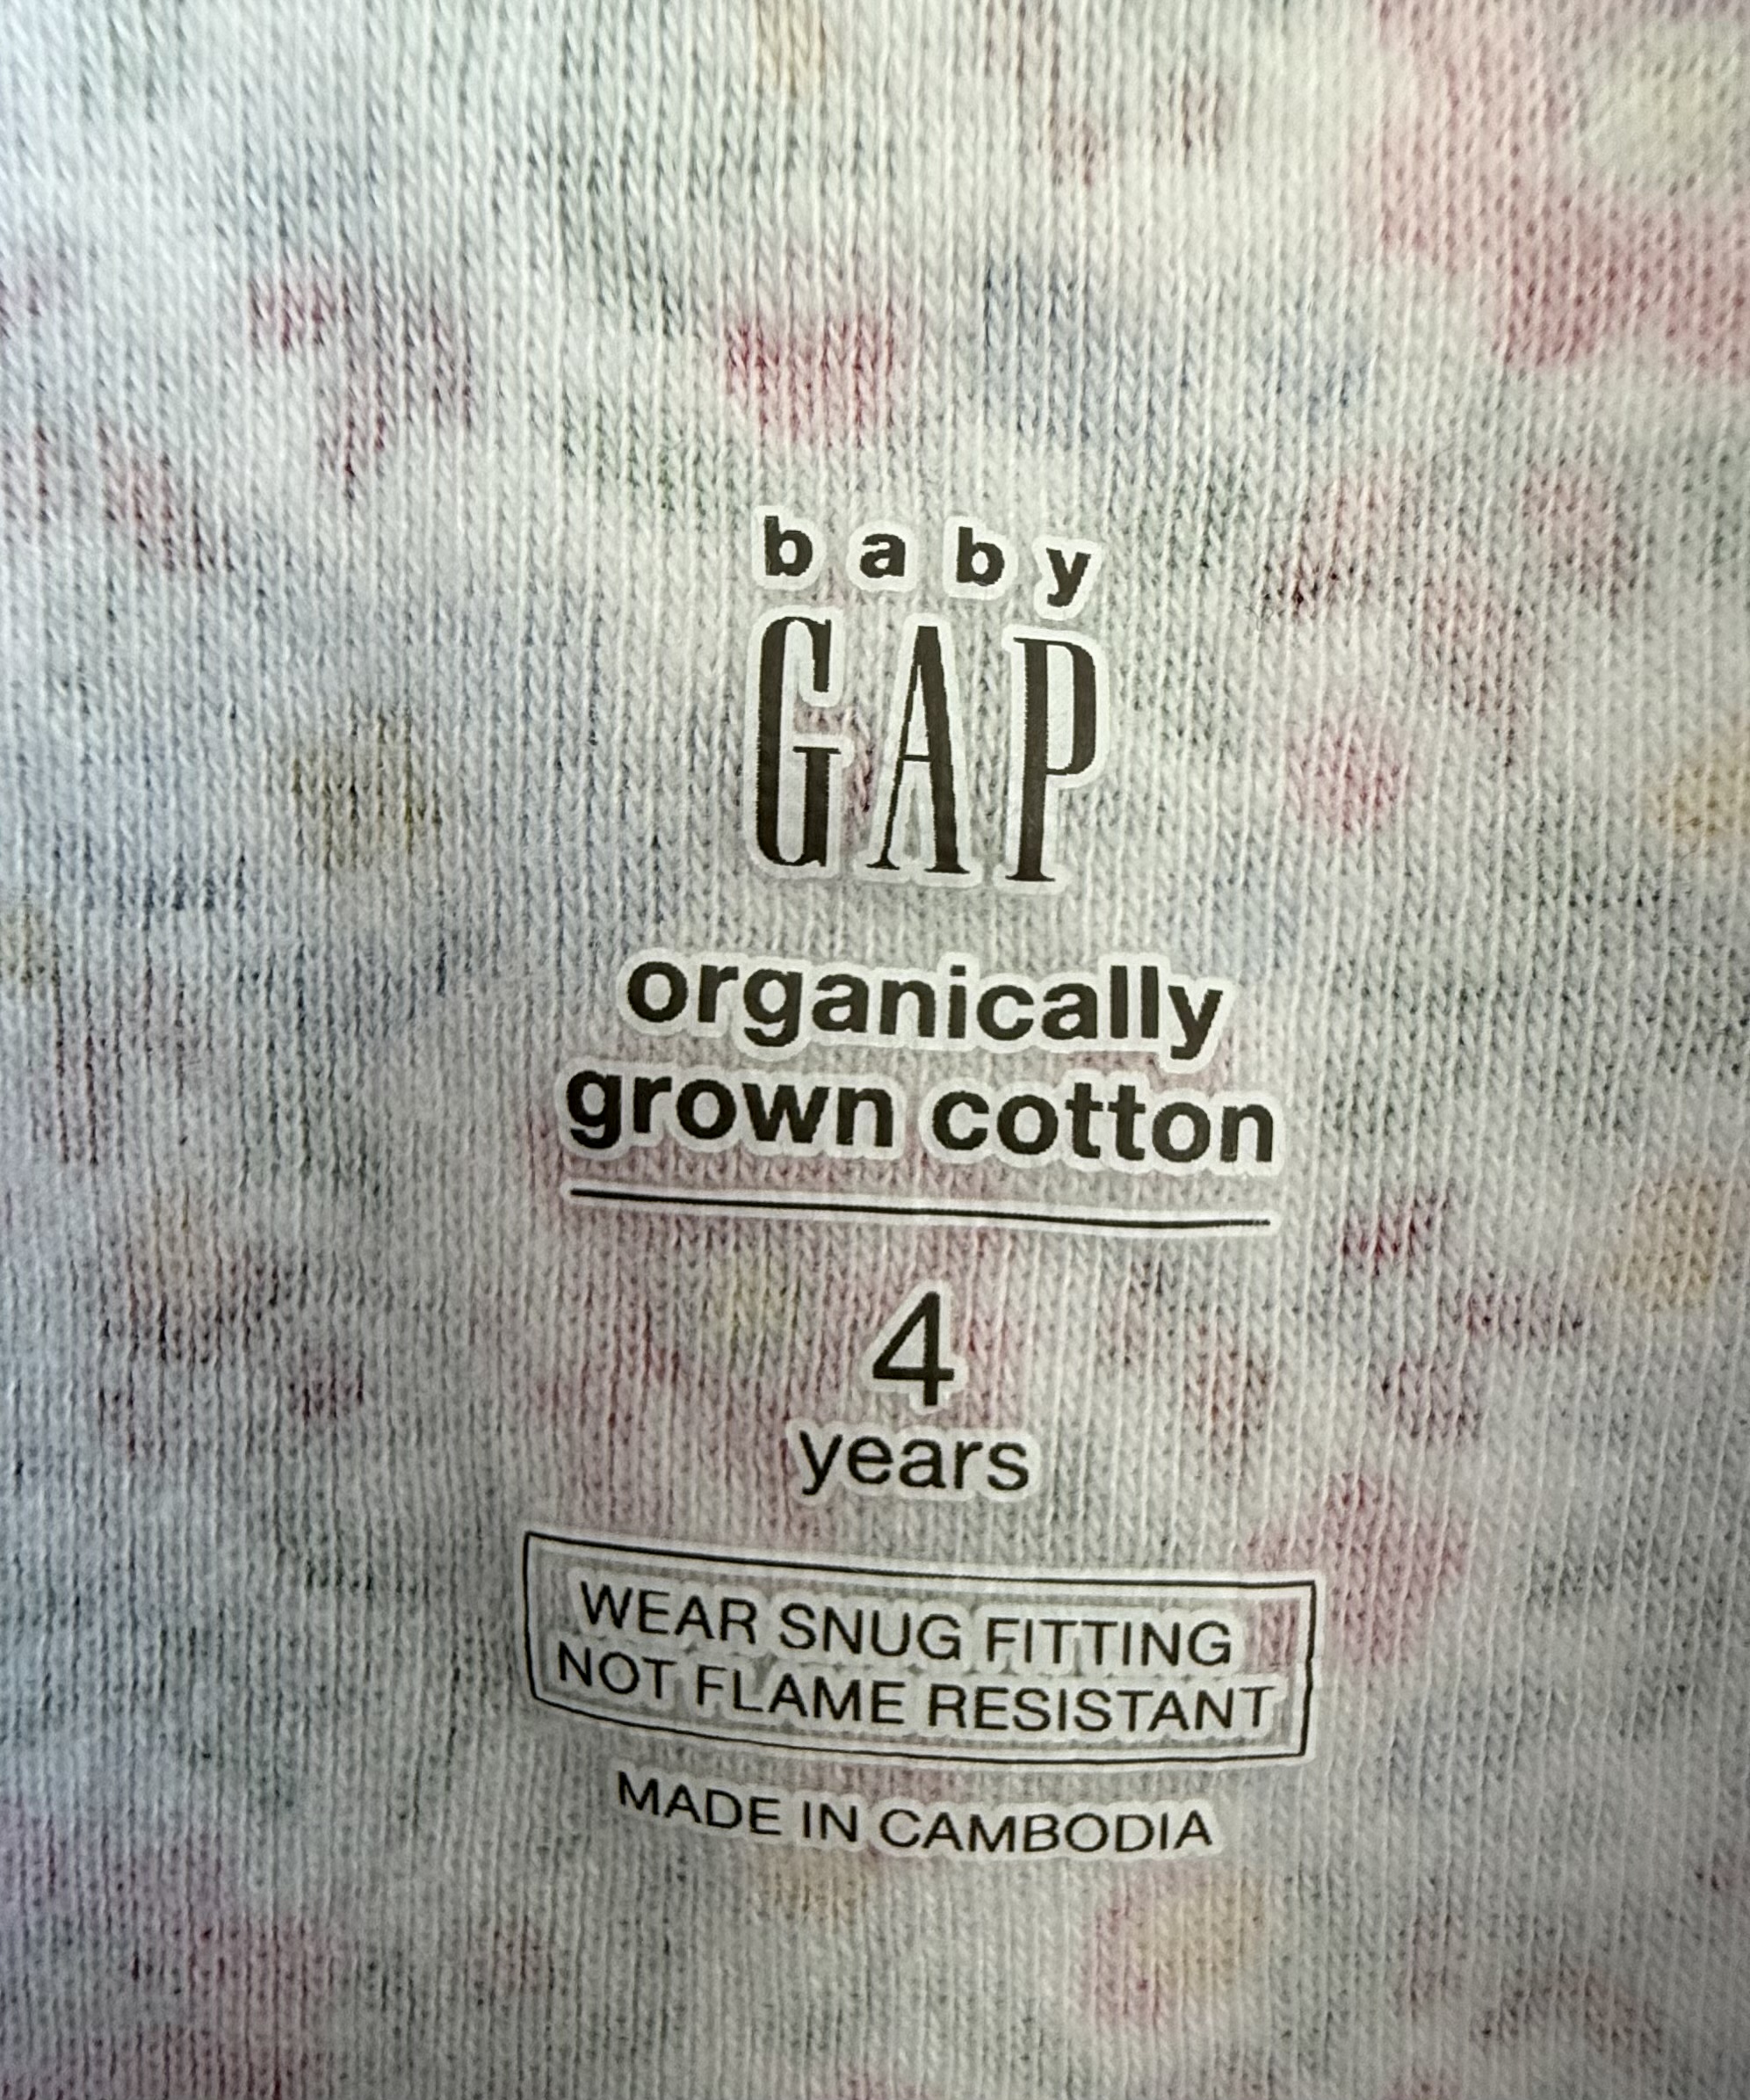 baby
GAP
organically
grown cotton
4
years
WEAR SNUG FITTING
NOT FLAME RESISTANT
MADE IN CAMBODIA